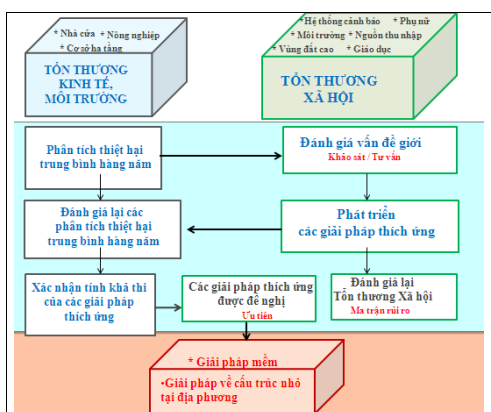 * Nhà cửa * Nông nghiệp
* Cơ sở hạ tầng
TỔN THƯƠNG
KINH TẾ,
MÔI TRƯỜNG
* Hệ thống cảnh báo * Phụ nữ
* Môi trường * Nguồn thu nhập
* Vùng đất cao * Giáo dục
TỔN THƯƠNG
XÃ HỘI
Phân tích thiệt hại
trung bình hàng năm
Đánh giá vấn đề giới
Khảo sát / Tư vấn
Đánh giá lại các
phân tích thiệt hại
trung bình hàng năm
Phát triển
các giải pháp thích ứng
Xác nhận tính khả thi
của các giải pháp
thích ứng
Các giải pháp thích ứng
được đề nghị
Ưu tiên
Đánh giá lại
Tổn thương Xã hội
Ma trận rủi ro
* Giải pháp mềm
•Giải pháp về cấu trúc nhỏ
tại địa phương